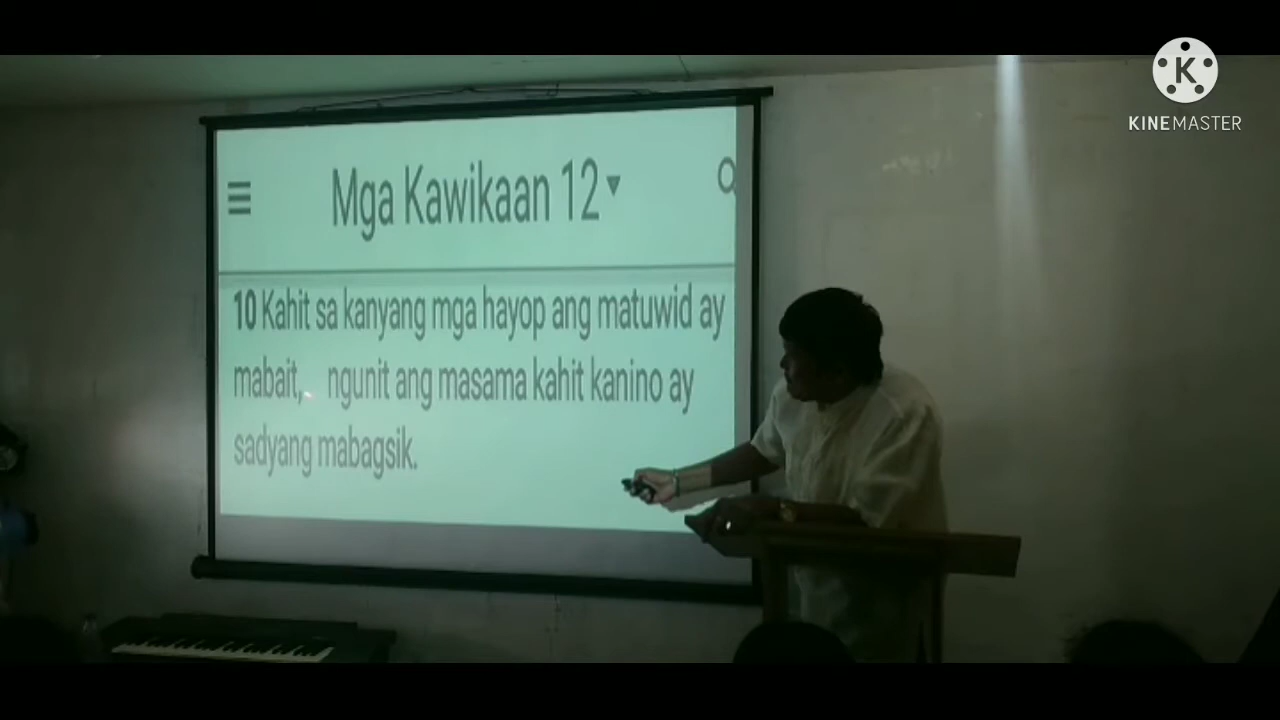 K
KINEMASTER
Mga Kawikaan 12
10 Kahit sa kanyang mga hayop ang matuwid ay
mabait, ngunit ang masama kahit kanino ay
sadyang mabagsik.